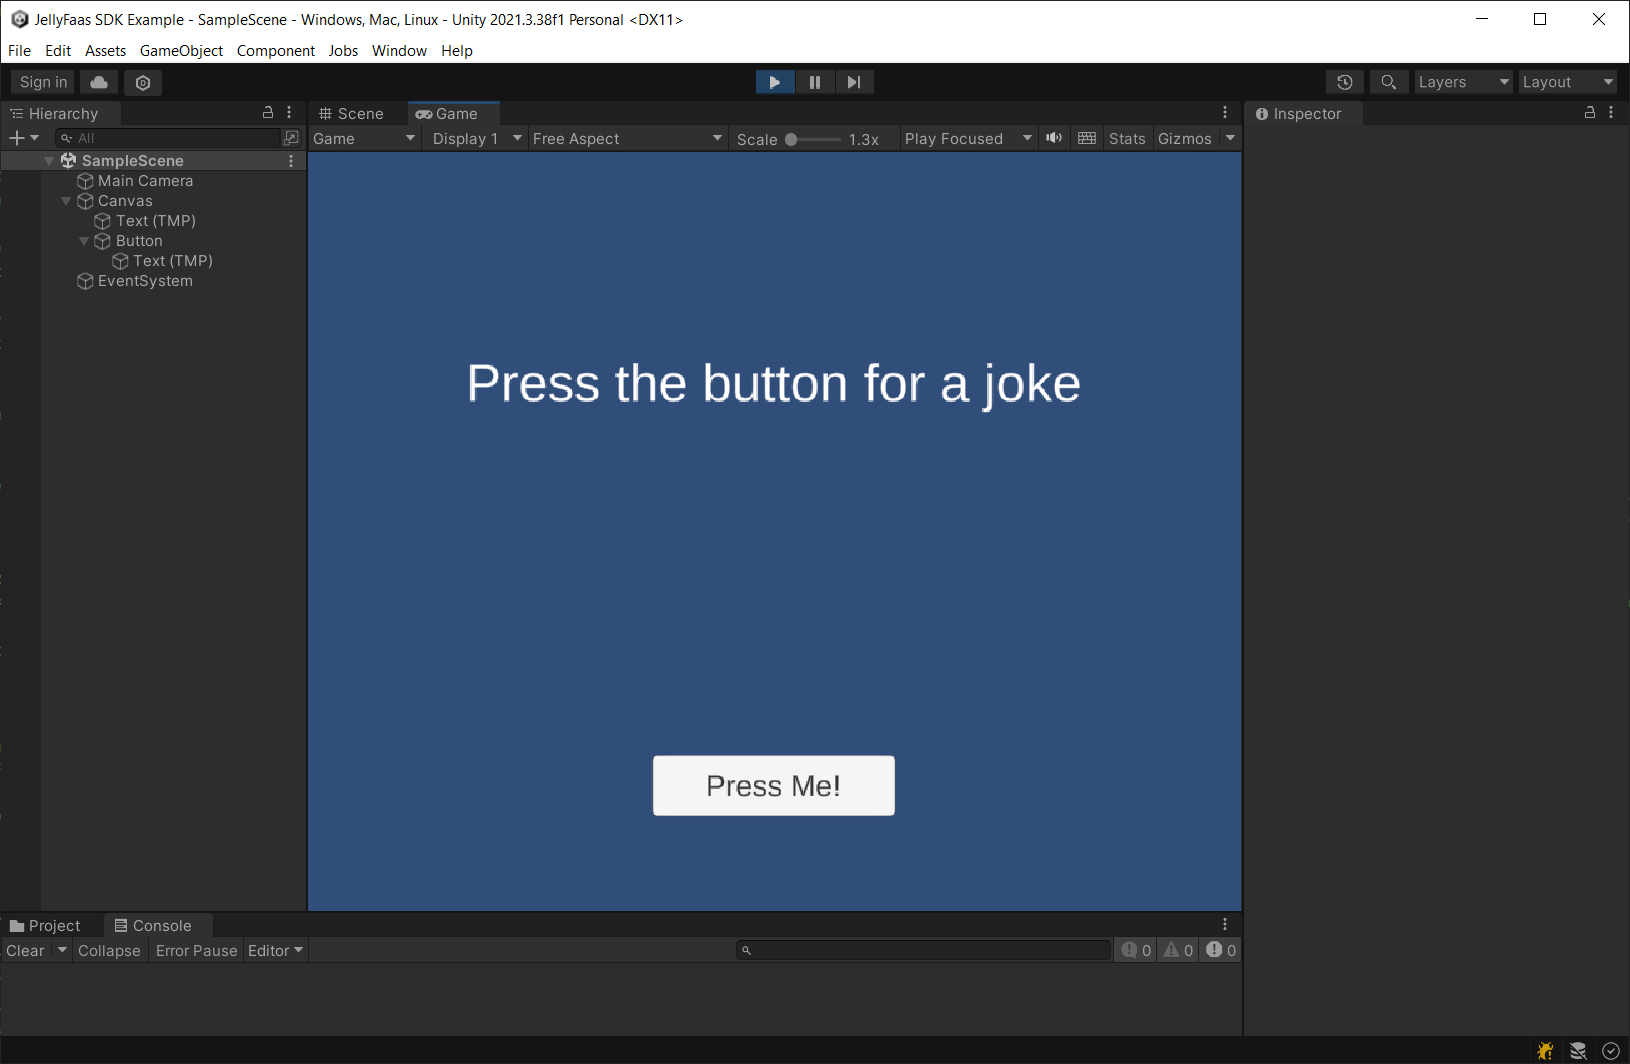 JellyFaas SDK Example - SampleScene - Windows, Mac, Linux - Unity 2021.3.38f1 Personal <DX11>
File Edit Assets GameObject Component Jobs Window Help
Sign in Layers Layout
Hierarchy
All
SampleScene
Main Camera
Canvas
Text (TMP)
Button
Text (TMP)
EventSystem
Scene Game
Game Display 1 Free Aspect Scale 1.3x Play Focused Stats Gizmos
Press the button for a joke
Press Me!
Inspector
Project Console
Clear Collapse Error Pause Editor 0 0 0